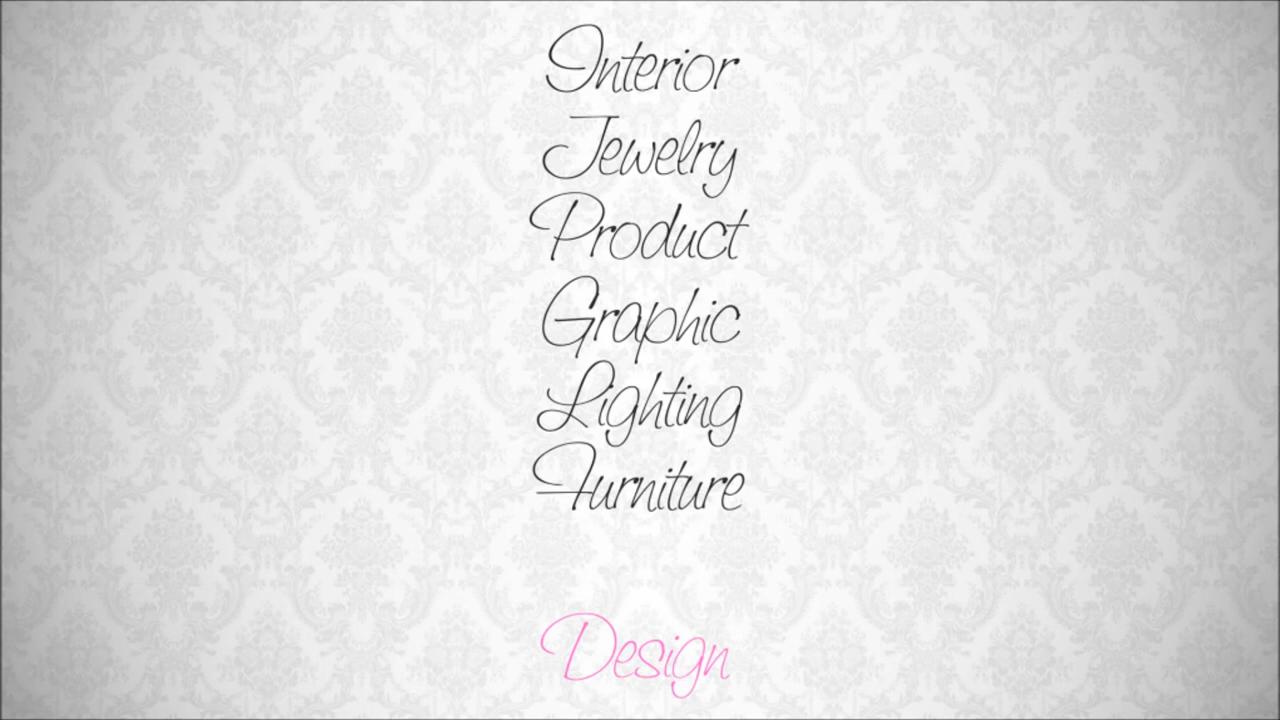 Interior
Jewelry
Product
Graphic
Lighting
Furniture
Design